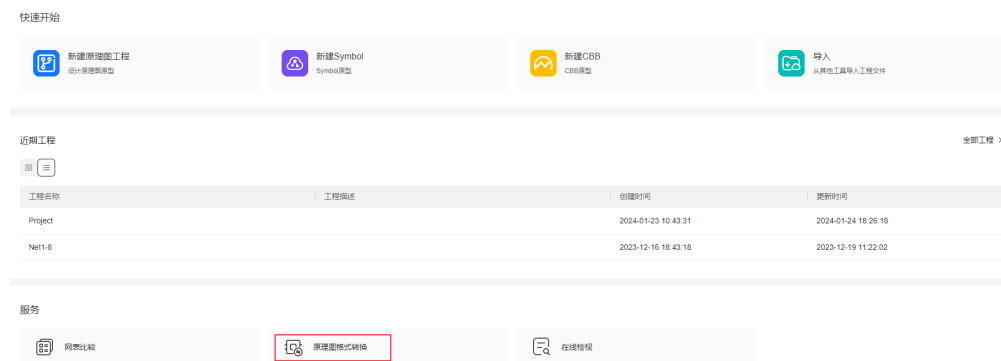 快速开始
新建原理图工程
设计原理图原型
新建Symbol
Symbol原型
新建CBB
CBB原型
导入
从其他工具导入工程文件
近期工程
全部工程
工程名称 工程描述 创建时间 更新时间
Project 2024-01-23 10:43:31 2024-01-24 18:26:18
Net1-8 2023-12-16 18:43:18 2023-12-19 11:22:02
服务
网表比较
原理图格式转换
在线检视